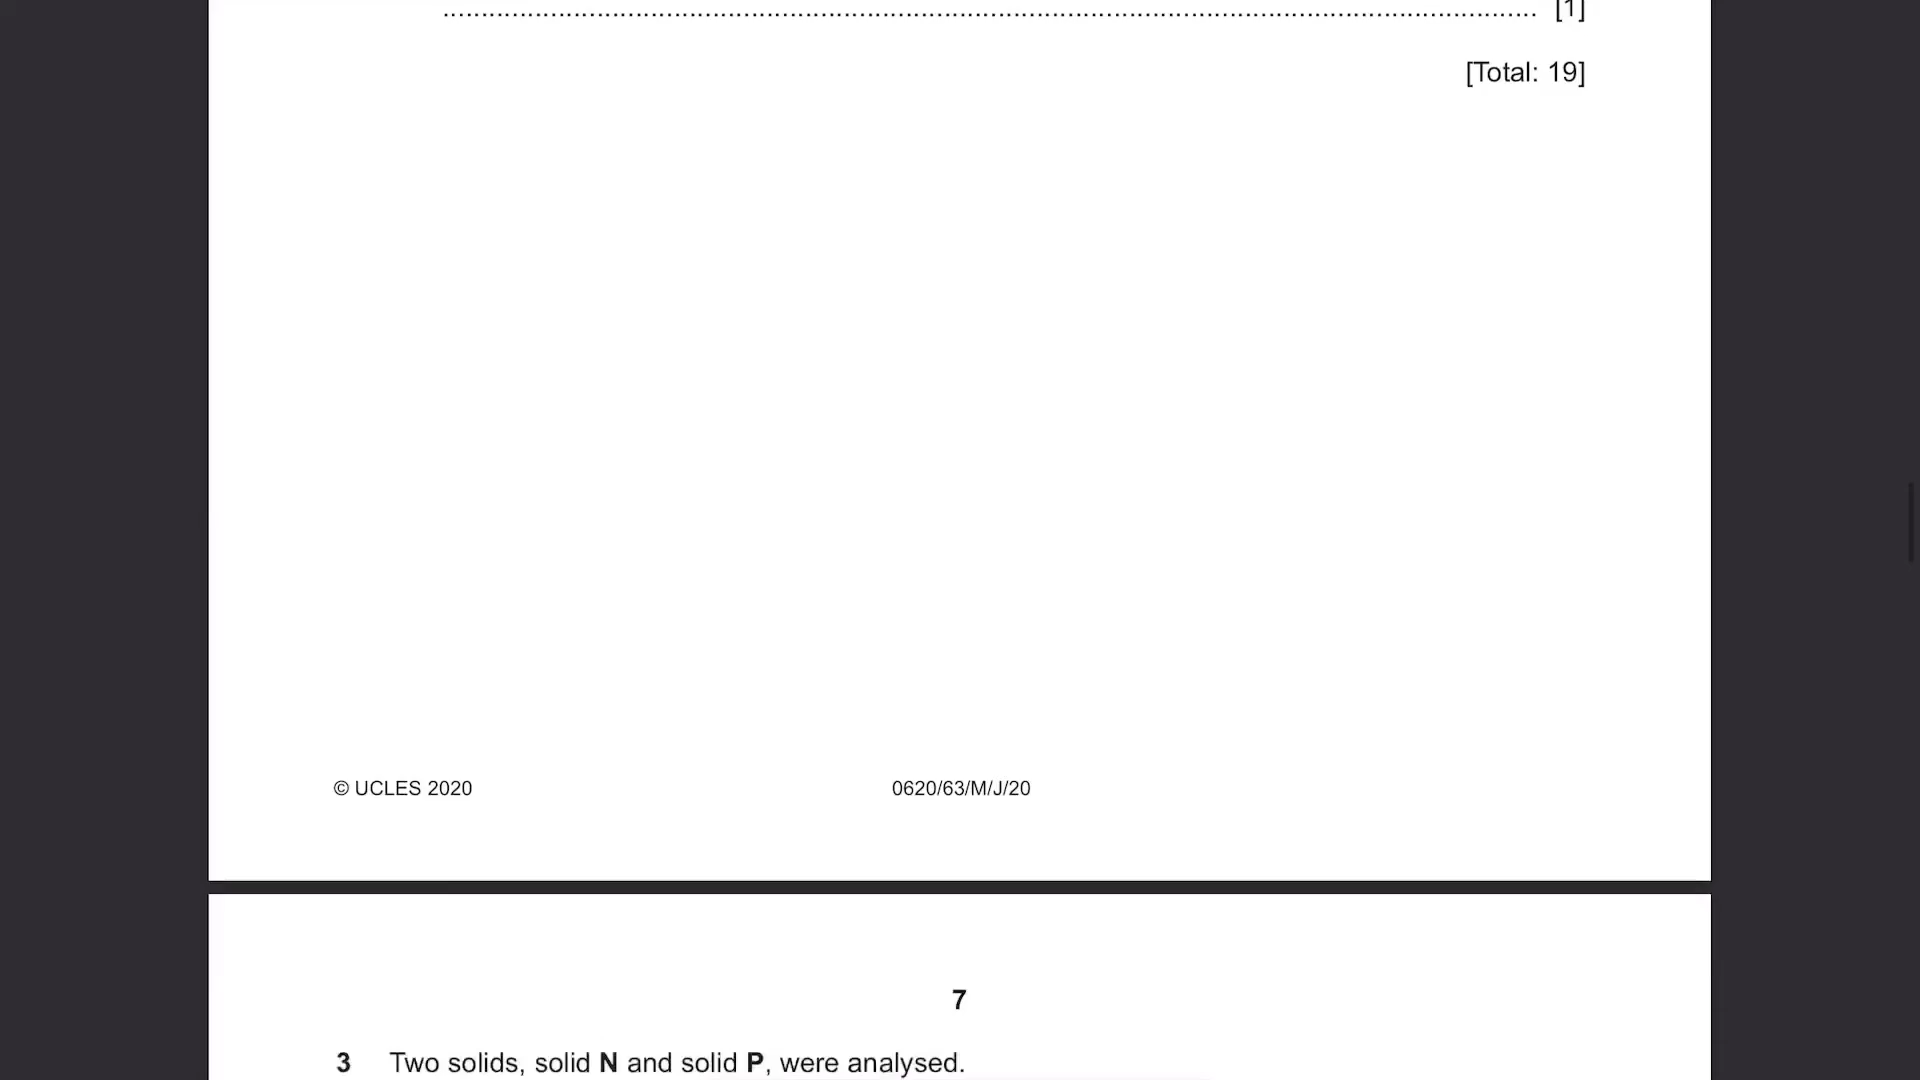 ........................................................................................................................ [1]
[Total: 19]
© UCLES 2020 0620/63/M/J/20
7
3 Two solids, solid N and solid P, were analysed.